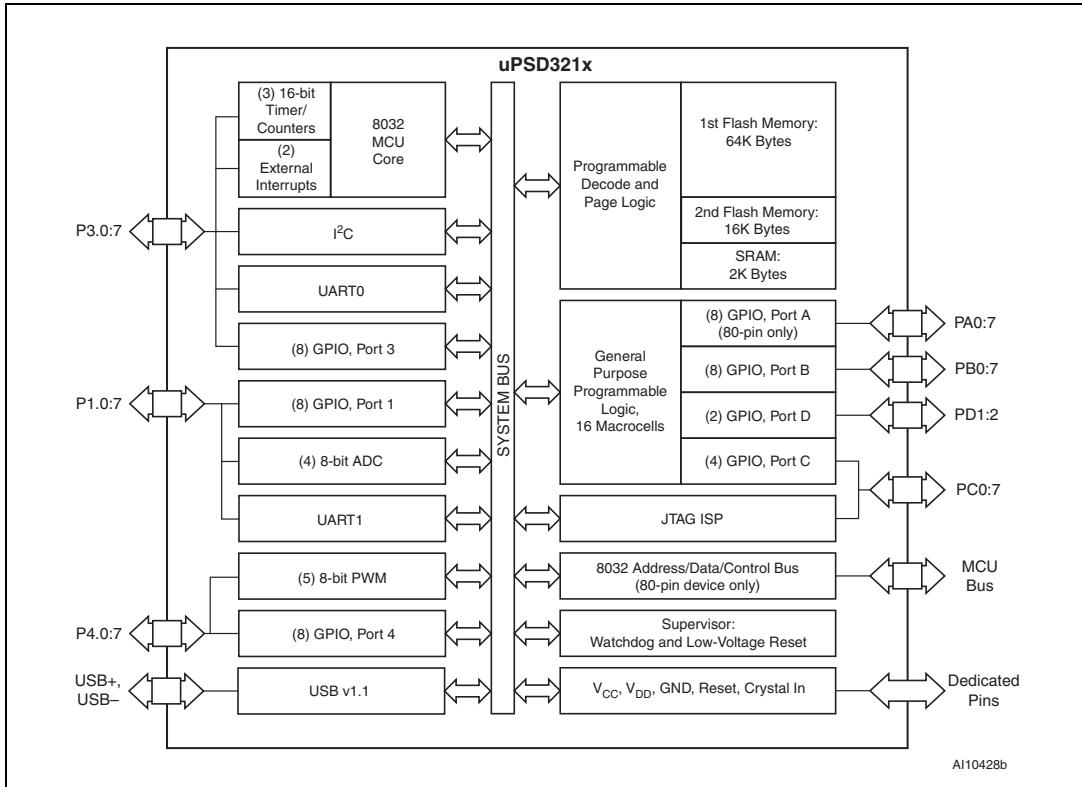 uPSD321x
(3) 16-bit
Timer/
Counters
(2)
External
Interrupts
8032
MCU
Core
I²C
UART0
(8) GPIO, Port 3
(8) GPIO, Port 1
(4) 8-bit ADC
UART1
(5) 8-bit PWM
(8) GPIO, Port 4
USB v1.1
P3.0:7
P1.0:7
P4.0:7
USB+,
USB–
SYSTEM BUS
Programmable
Decode and
Page Logic
1st Flash Memory:
64K Bytes
2nd Flash Memory:
16K Bytes
SRAM:
2K Bytes
General
Purpose
Programmable
Logic,
16 Macrocells
(8) GPIO, Port A
(80-pin only)
(8) GPIO, Port B
(2) GPIO, Port D
(4) GPIO, Port C
JTAG ISP
8032 Address/Data/Control Bus
(80-pin device only)
Supervisor:
Watchdog and Low-Voltage Reset
VCC, VDD, GND, Reset, Crystal In
PA0:7
PB0:7
PD1:2
PC0:7
MCU
Bus
Dedicated
Pins
AI10428b